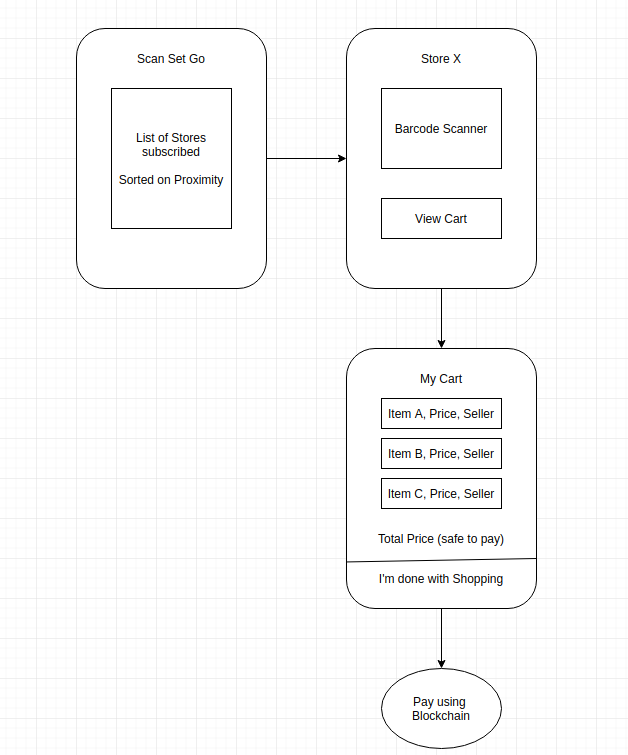 Scan Set Go
List of Stores
subscribed
Sorted on Proximity
Store X
Barcode Scanner
View Cart
My Cart
Item A, Price, Seller
Item B, Price, Seller
Item C, Price, Seller
Total Price (safe to pay)
I'm done with Shopping
Pay using
Blockchain